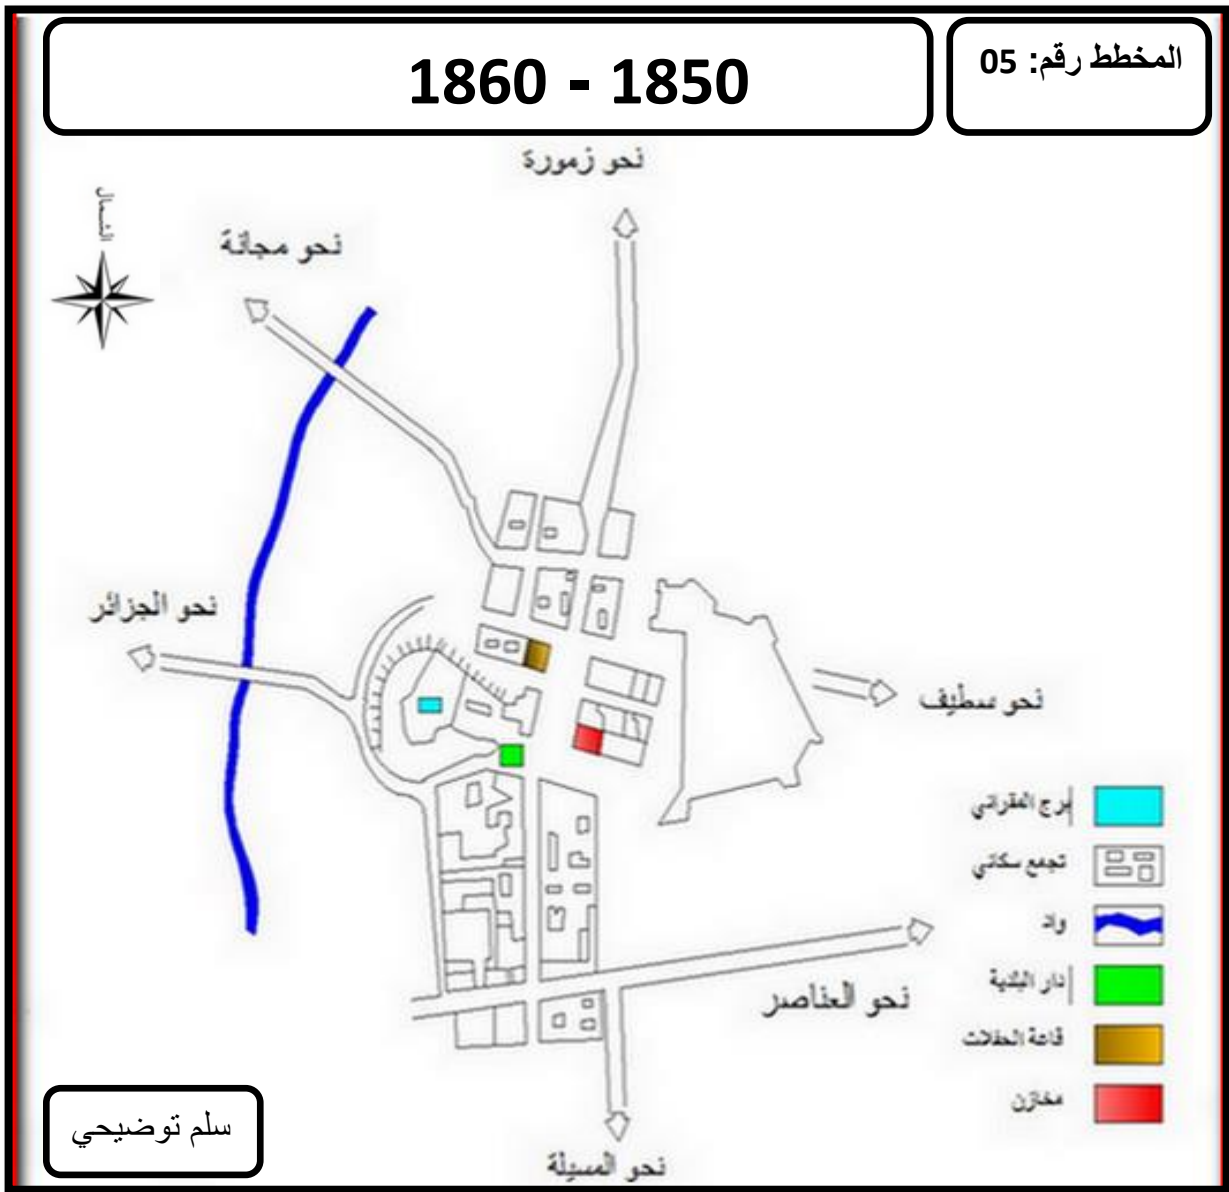 المخطط رقم: 05
1850 - 1860
نحو زمورة
نحو مجانة
الشمال
نحو الجزائر
نحو سطيف
برج المقراني
تجمع سكاني
واد
دار البلدية
قاعة الحفلات
مخازن
نحو العناصر
نحو المسيلة
سلم توضيحي